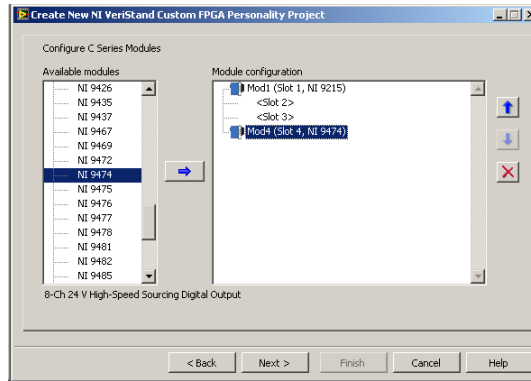 Create New NI VeriStand Custom FPGA Personality Project
Configure C Series Modules
Available modules
NI 9426
NI 9435
NI 9437
NI 9467
NI 9469
NI 9472
NI 9474
NI 9475
NI 9476
NI 9477
NI 9478
NI 9481
NI 9482
NI 9485
Module configuration
Mod1 (Slot 1, NI 9215)
<Slot 2>
<Slot 3>
Mod4 (Slot 4, NI 9474)
8-Ch 24 V High-Speed Sourcing Digital Output
< Back
Next >
Finish
Cancel
Help